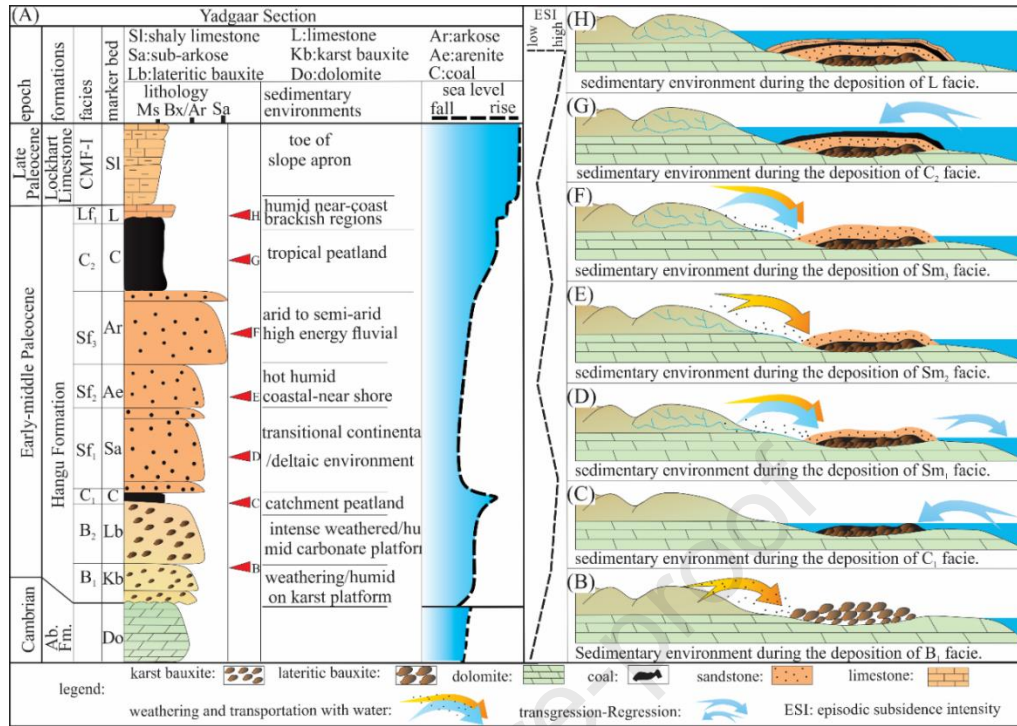 (A)
Yadgaar Section
ESI
low
high
Sl:shaly limestone
L:limestone
Ar:arkose
Sa:sub-arkose
Kb:karst bauxite
Ae:arenite
Lb:lateritic bauxite
Do:dolomite
C:coal
epoch
formations
facies
marker bed
lithology
Ms Bx/Ar Sa
sedimentary
environments
sea level
fall
rise
Late
Paleocene
Lockhart
Limestone
CMF-I
Sl
toe of
slope apron
Early-middle Paleocene
Hangu Formation
Lf₁
L
H
humid near-coast
brackish regions
C₂
C
G
tropical peatland
Sf₃
Ar
F
arid to semi-arid
high energy fluvial
Sf₂
Ae
E
hot humid
coastal-near shore
Sf₁
Sa
D
transitional continenta
/deltaic environment
C₁
C
C
catchment peatland
B₂
Lb
intense weathered/hu
mid carbonate platform
B
B₁
Kb
weathering/humid
on karst platform
Cambrian
Ab.
Fm.
Do
(H)
sedimentary environment during the deposition of L facie.
(G)
sedimentary environment during the deposition of C₂ facie.
(F)
sedimentary environment during the deposition of Sm₃ facie.
(E)
sedimentary environment during the deposition of Sm₂ facie.
(D)
sedimentary environment during the deposition of Sm₁ facie.
(C)
sedimentary environment during the deposition of C₁ facie.
(B)
Sedimentary environment during the deposition of B₁ facie.
legend:
karst bauxite:
lateritic bauxite:
dolomite:
coal:
sandstone:
limestone:
weathering and transportation with water:
transgression-Regression:
ESI: episodic subsidence intensity